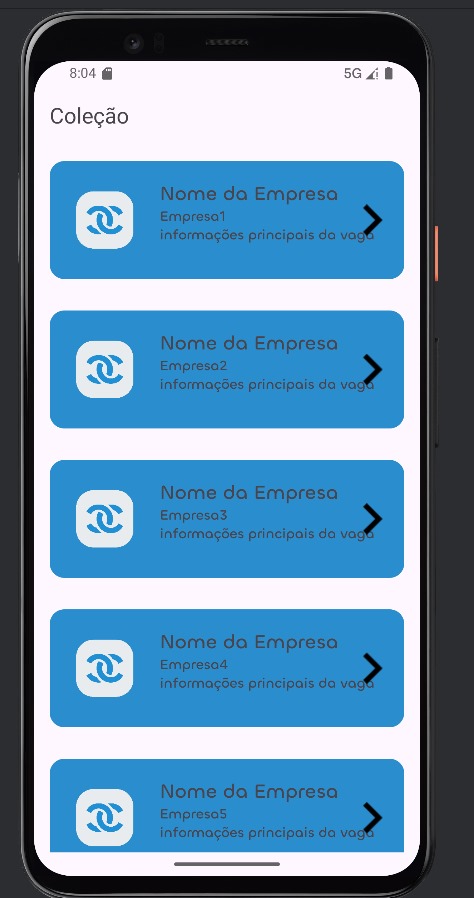 8:04
5G
Coleção
Nome da Empresa
Empresa1
informações principais da vaga
Nome da Empresa
Empresa2
informações principais da vaga
Nome da Empresa
Empresa3
informações principais da vaga
Nome da Empresa
Empresa4
informações principais da vaga
Nome da Empresa
Empresa5
informações principais da vaga